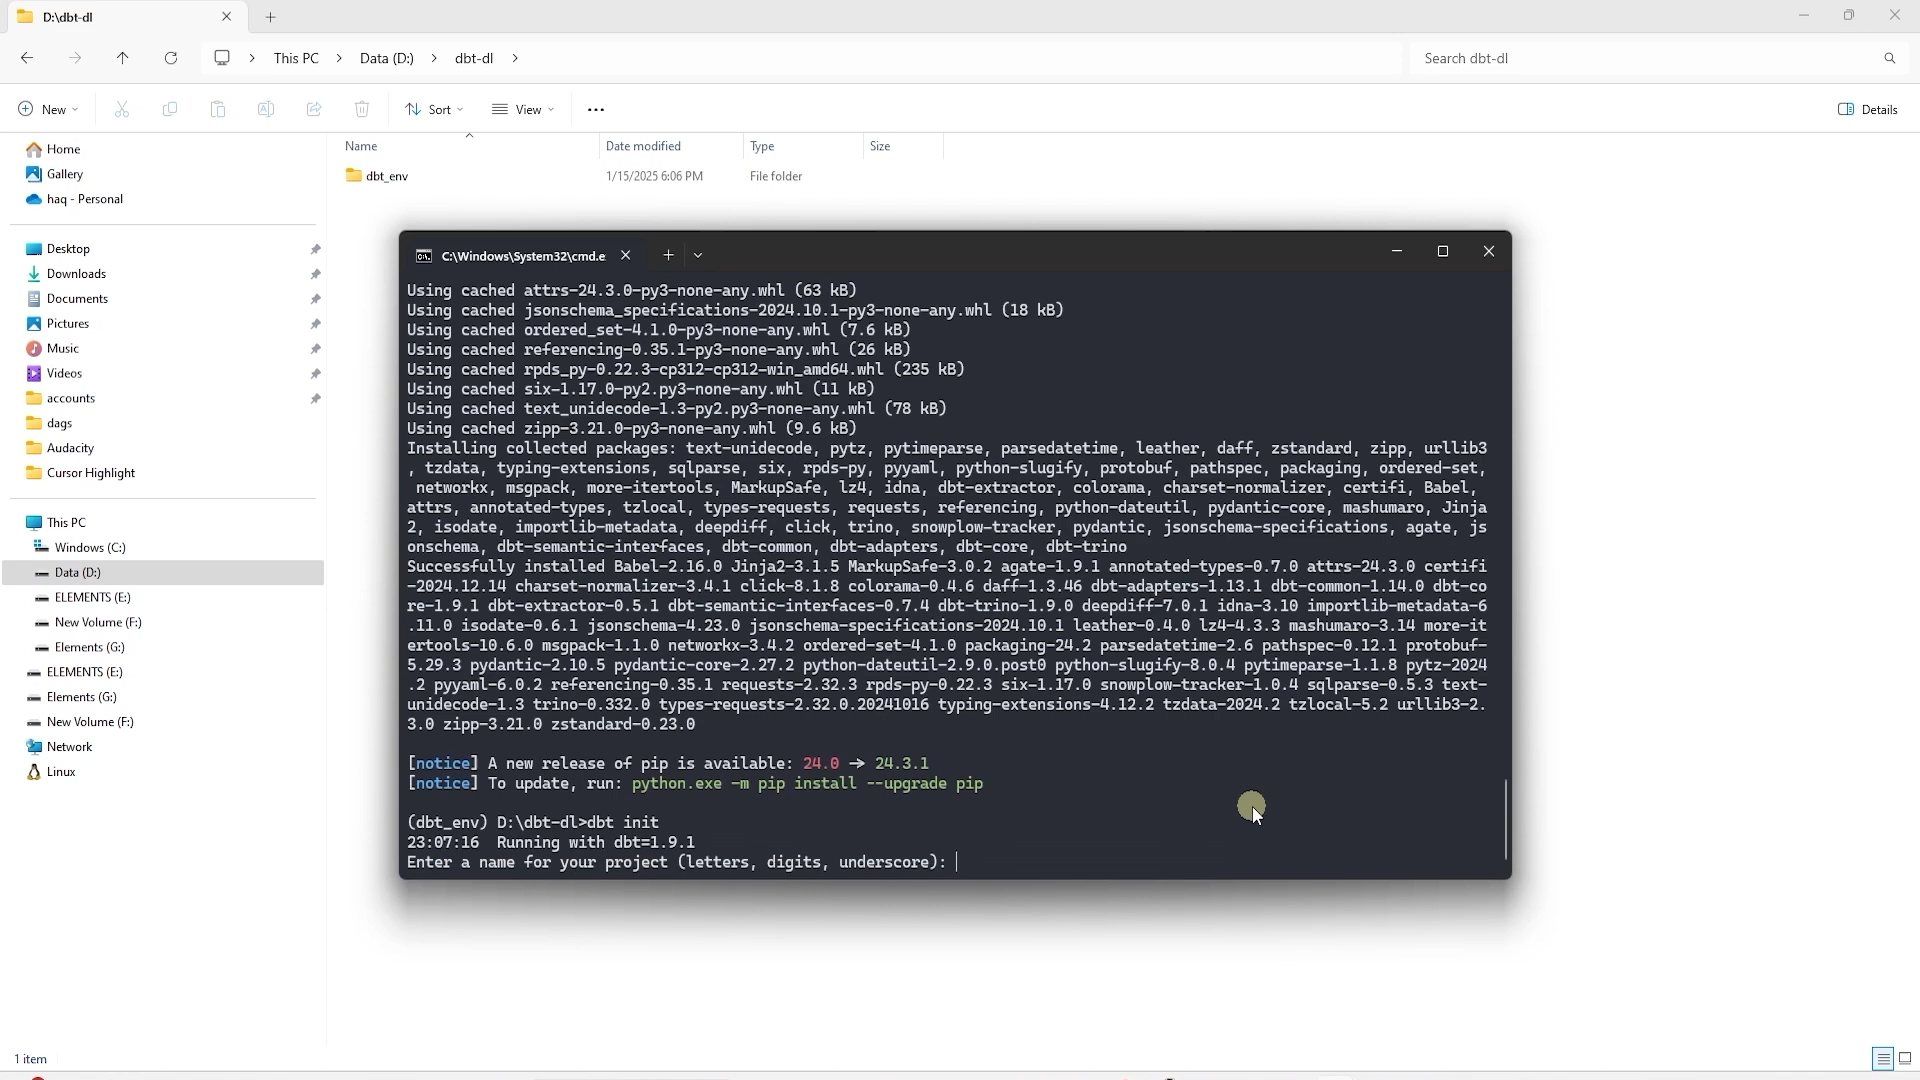 D:\dbt-dl
This PC
Data (D:)
dbt-dl
Search dbt-dl
New
Sort
View
Details
Name
Date modified
Type
Size
dbt_env
1/15/2025 6:06 PM
File folder
Home
Gallery
haq - Personal
Desktop
Downloads
Documents
Pictures
Music
Videos
accounts
dags
Audacity
Cursor Highlight
This PC
Windows (C:)
Data (D:)
ELEMENTS (E:)
New Volume (F:)
Elements (G:)
ELEMENTS (E:)
Elements (G:)
New Volume (F:)
Network
Linux
C:\Windows\System32\cmd.e
Using cached attrs-24.3.0-py3-none-any.whl (63 kB)
Using cached jsonschema_specifications-2024.10.1-py3-none-any.whl (18 kB)
Using cached ordered_set-4.1.0-py3-none-any.whl (7.6 kB)
Using cached referencing-0.35.1-py3-none-any.whl (26 kB)
Using cached rpds_py-0.22.3-cp312-cp312-win_amd64.whl (235 kB)
Using cached six-1.17.0-py2.py3-none-any.whl (11 kB)
Using cached text_unidecode-1.3-py2.py3-none-any.whl (78 kB)
Using cached zipp-3.21.0-py3-none-any.whl (9.6 kB)
Installing collected packages: text-unidecode, pytz, pytimeparse, parsedatetime, leather, daff, zstandard, zipp, urllib3
, tzdata, typing-extensions, sqlparse, six, rpds-py, pyyaml, python-slugify, protobuf, pathspec, packaging, ordered-set,
networkx, msgpack, more-itertools, MarkupSafe, lz4, idna, dbt-extractor, colorama, charset-normalizer, certifi, Babel,
attrs, annotated-types, tzlocal, types-requests, requests, referencing, python-dateutil, pydantic-core, mashumaro, Jinja
2, isodate, importlib-metadata, deepdiff, click, trino, snowplow-tracker, pydantic, jsonschema-specifications, agate, js
onschema, dbt-semantic-interfaces, dbt-common, dbt-adapters, dbt-core, dbt-trino
Successfully installed Babel-2.16.0 Jinja2-3.1.5 MarkupSafe-3.0.2 agate-1.9.1 annotated-types-0.7.0 attrs-24.3.0 certifi
-2024.12.14 charset-normalizer-3.4.1 click-8.1.8 colorama-0.4.6 daff-1.3.46 dbt-adapters-1.13.1 dbt-common-1.14.0 dbt-co
re-1.9.1 dbt-extractor-0.5.1 dbt-semantic-interfaces-0.7.4 dbt-trino-1.9.0 deepdiff-7.0.1 idna-3.10 importlib-metadata-6
.11.0 isodate-0.6.1 jsonschema-4.23.0 jsonschema-specifications-2024.10.1 leather-0.4.0 lz4-4.3.3 mashumaro-3.14 more-it
ertools-10.6.0 msgpack-1.1.0 networkx-3.4.2 ordered-set-4.1.0 packaging-24.2 parsedatetime-2.6 pathspec-0.12.1 protobuf-
5.29.3 pydantic-2.10.5 pydantic-core-2.27.2 python-dateutil-2.9.0.post0 python-slugify-8.0.4 pytimeparse-1.1.8 pytz-2024
.2 pyyaml-6.0.2 referencing-0.35.1 requests-2.32.3 rpds-py-0.22.3 six-1.17.0 snowplow-tracker-1.0.4 sqlparse-0.5.3 text-
unidecode-1.3 trino-0.332.0 types-requests-2.32.0.20241016 typing-extensions-4.12.2 tzdata-2024.2 tzlocal-5.2 urllib3-2.
3.0 zipp-3.21.0 zstandard-0.23.0
[notice] A new release of pip is available: 24.0 -> 24.3.1
[notice] To update, run: python.exe -m pip install --upgrade pip
(dbt_env) D:\dbt-dl>dbt init
23:07:16  Running with dbt=1.9.1
Enter a name for your project (letters, digits, underscore):
1 item